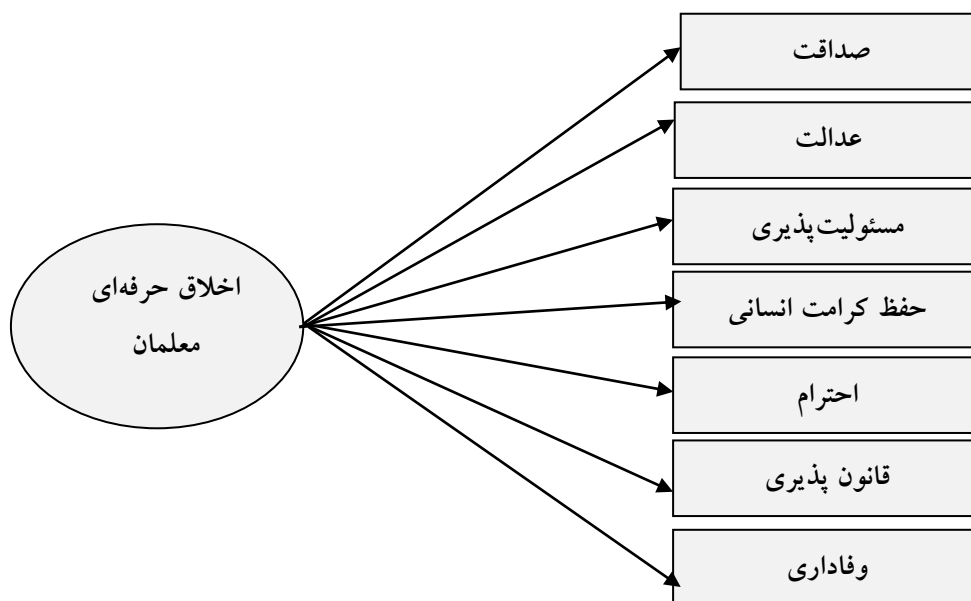 اخلاق حرفه‌ای
معلمان
صداقت
عدالت
مسئولیت‌پذیری
حفظ کرامت انسانی
احترام
قانون پذیری
وفاداری